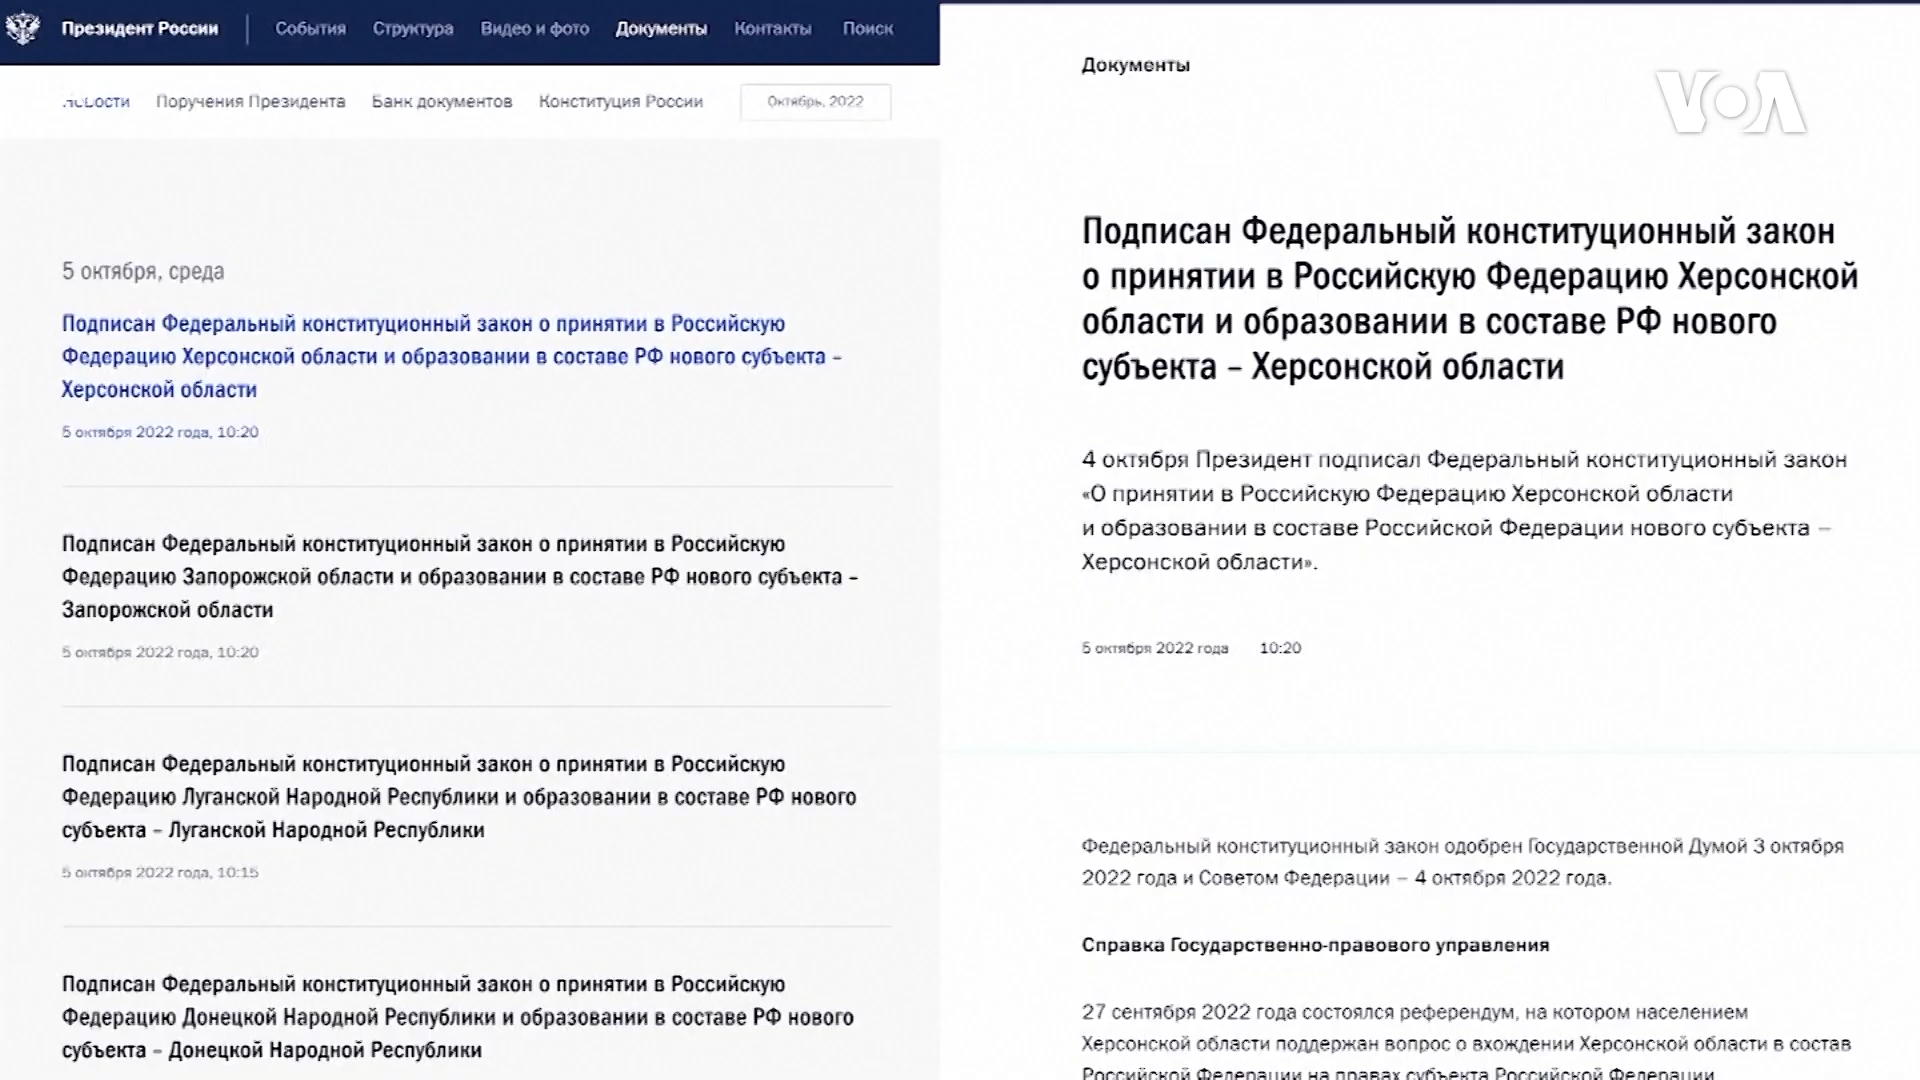 Президент России
События
Структура
Видео и фото
Документы
Контакты
Поиск
Новости
Поручения Президента
Банк документов
Конституция России
Октябрь, 2022
5 октября, среда
Подписан Федеральный конституционный закон о принятии в Российскую
Федерацию Херсонской области и образовании в составе РФ нового субъекта –
Херсонской области
5 октября 2022 года, 10:20
Подписан Федеральный конституционный закон о принятии в Российскую
Федерацию Запорожской области и образовании в составе РФ нового субъекта –
Запорожской области
5 октября 2022 года, 10:20
Подписан Федеральный конституционный закон о принятии в Российскую
Федерацию Луганской Народной Республики и образовании в составе РФ нового
субъекта – Луганской Народной Республики
5 октября 2022 года, 10:15
Подписан Федеральный конституционный закон о принятии в Российскую
Федерацию Донецкой Народной Республики и образовании в составе РФ нового
субъекта – Донецкой Народной Республики
Документы
VOA
Подписан Федеральный конституционный закон
о принятии в Российскую Федерацию Херсонской
области и образовании в составе РФ нового
субъекта – Херсонской области
4 октября Президент подписал Федеральный конституционный закон
«О принятии в Российскую Федерацию Херсонской области
и образовании в составе Российской Федерации нового субъекта –
Херсонской области».
5 октября 2022 года 10:20
Федеральный конституционный закон одобрен Государственной Думой 3 октября
2022 года и Советом Федерации – 4 октября 2022 года.
Справка Государственно-правового управления
27 сентября 2022 года состоялся референдум, на котором населением
Херсонской области поддержан вопрос о вхождении Херсонской области в состав
Российской Федерации на правах субъекта Российской Федерации